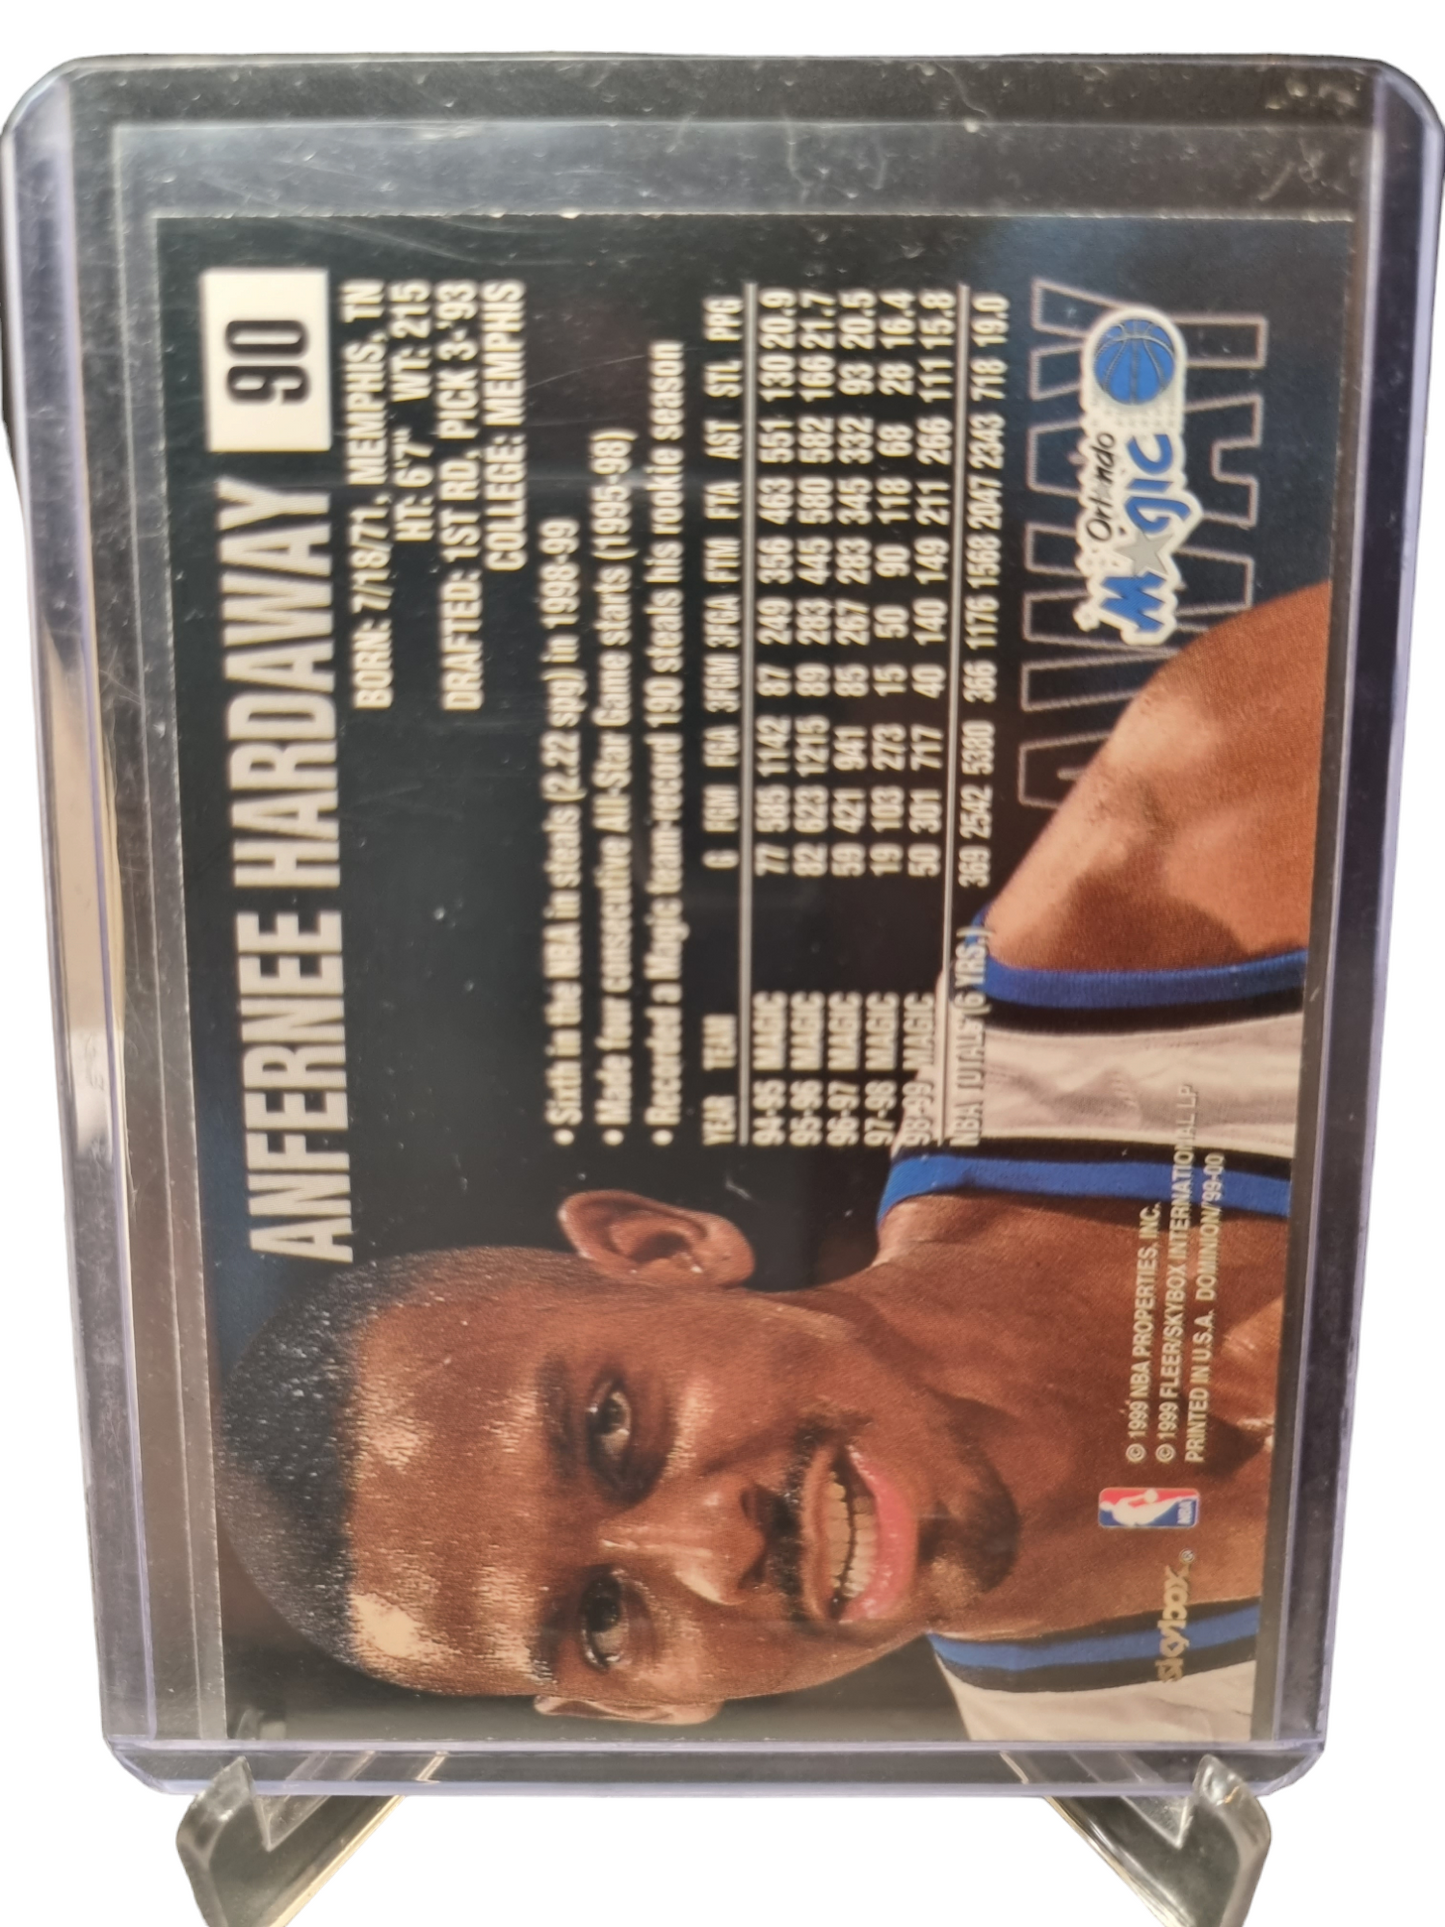 ANFERNEE HARDAWAY 90
BORN: 7/18/71, MEMPHIS, TN
HT: 6'7" WT: 215
DRAFTED: 1ST RD, PICK 3-'93
COLLEGE: MEMPHIS
• Sixth in the NBA in steals (2.22 spg) in 1998-99
• Made four consecutive All-Star Game starts (1995-98)
• Recorded a Magic team-record 190 steals his rookie season
YEAR TEAM G FGM FGA 3FGM 3FGA FTM FTA AST STL PPG
94-95 MAGIC 77 585 1142 87 249 356 463 551 130 20.9
95-96 MAGIC 82 623 1215 89 283 445 580 582 166 21.7
96-97 MAGIC 59 421 941 85 267 283 345 332 93 20.5
97-98 MAGIC 19 103 273 15 50 90 118 68 28 16.4
98-99 MAGIC 50 301 717 40 140 149 211 266 111 15.8
NBA TOTALS (6 YRS.) 369 2542 5380 366 1176 1568 2047 2343 718 19.0
AWAY
Orlando
MAGIC
© 1999 NBA PROPERTIES, INC.
© 1999 FLEER/SKYBOX INTERNATIONAL LP
PRINTED IN U.S.A. DOMINION/'99-00
NBA
skybox®